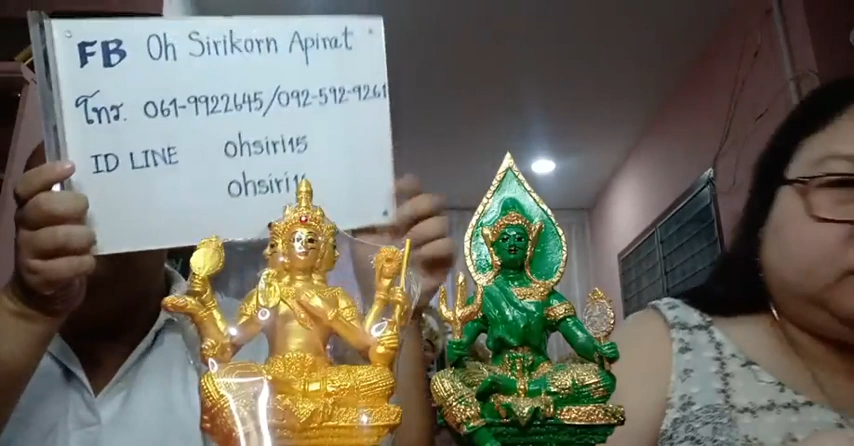 FB Oh Sirikorn Apirat
โทร. 061-9922645/092-592-9261
ID LINE ohsiri15